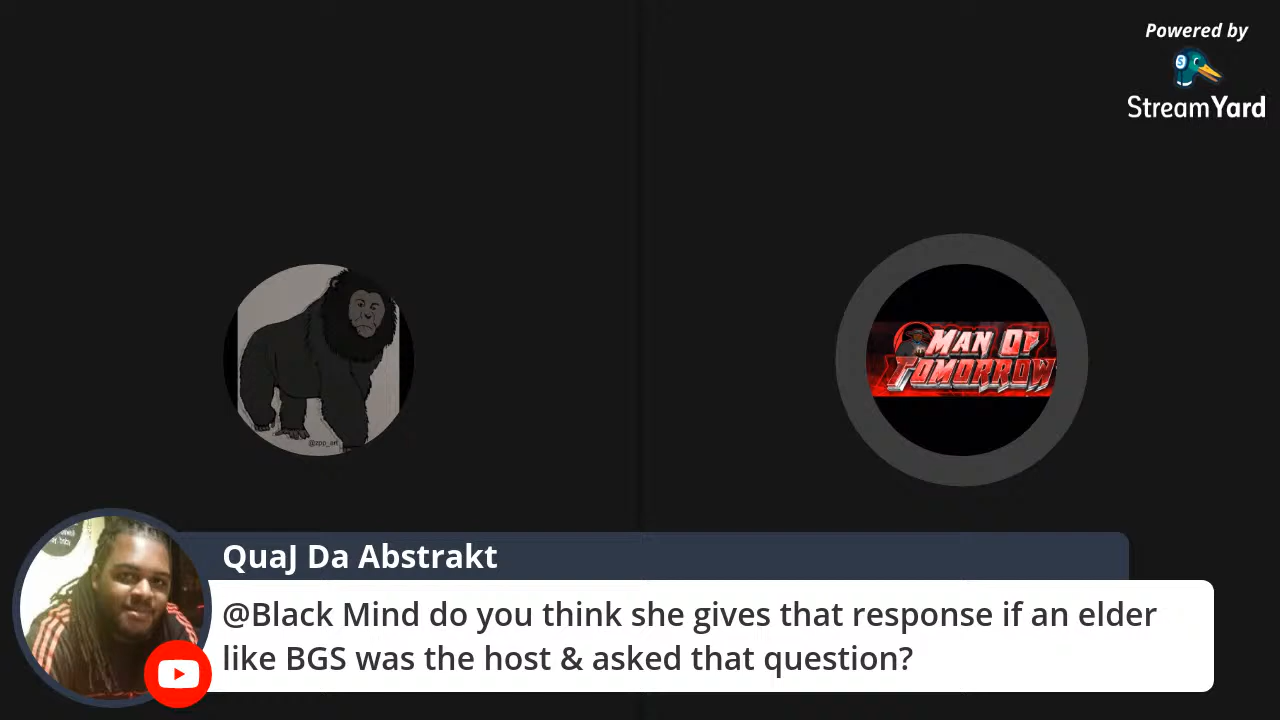 Powered by
StreamYard
MAN OF
TOMORROW
@zpo_art
QuaJ Da Abstrakt
@Black Mind do you think she gives that response if an elder
like BGS was the host & asked that question?